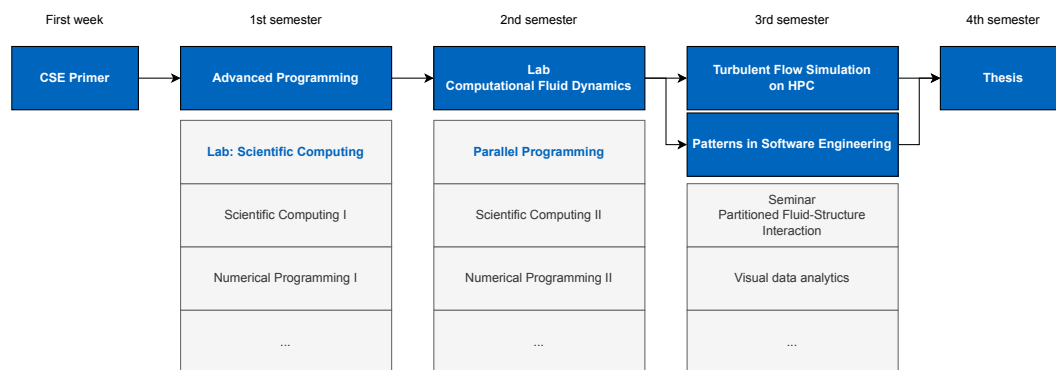 First week
1st semester
2nd semester
3rd semester
4th semester
CSE Primer
Advanced Programming
Lab
Computational Fluid Dynamics
Turbulent Flow Simulation
on HPC
Thesis
Patterns in Software Engineering
Lab: Scientific Computing
Parallel Programming
Scientific Computing I
Scientific Computing II
Seminar
Partitioned Fluid-Structure
Interaction
Numerical Programming I
Numerical Programming II
Visual data analytics
...
...
...